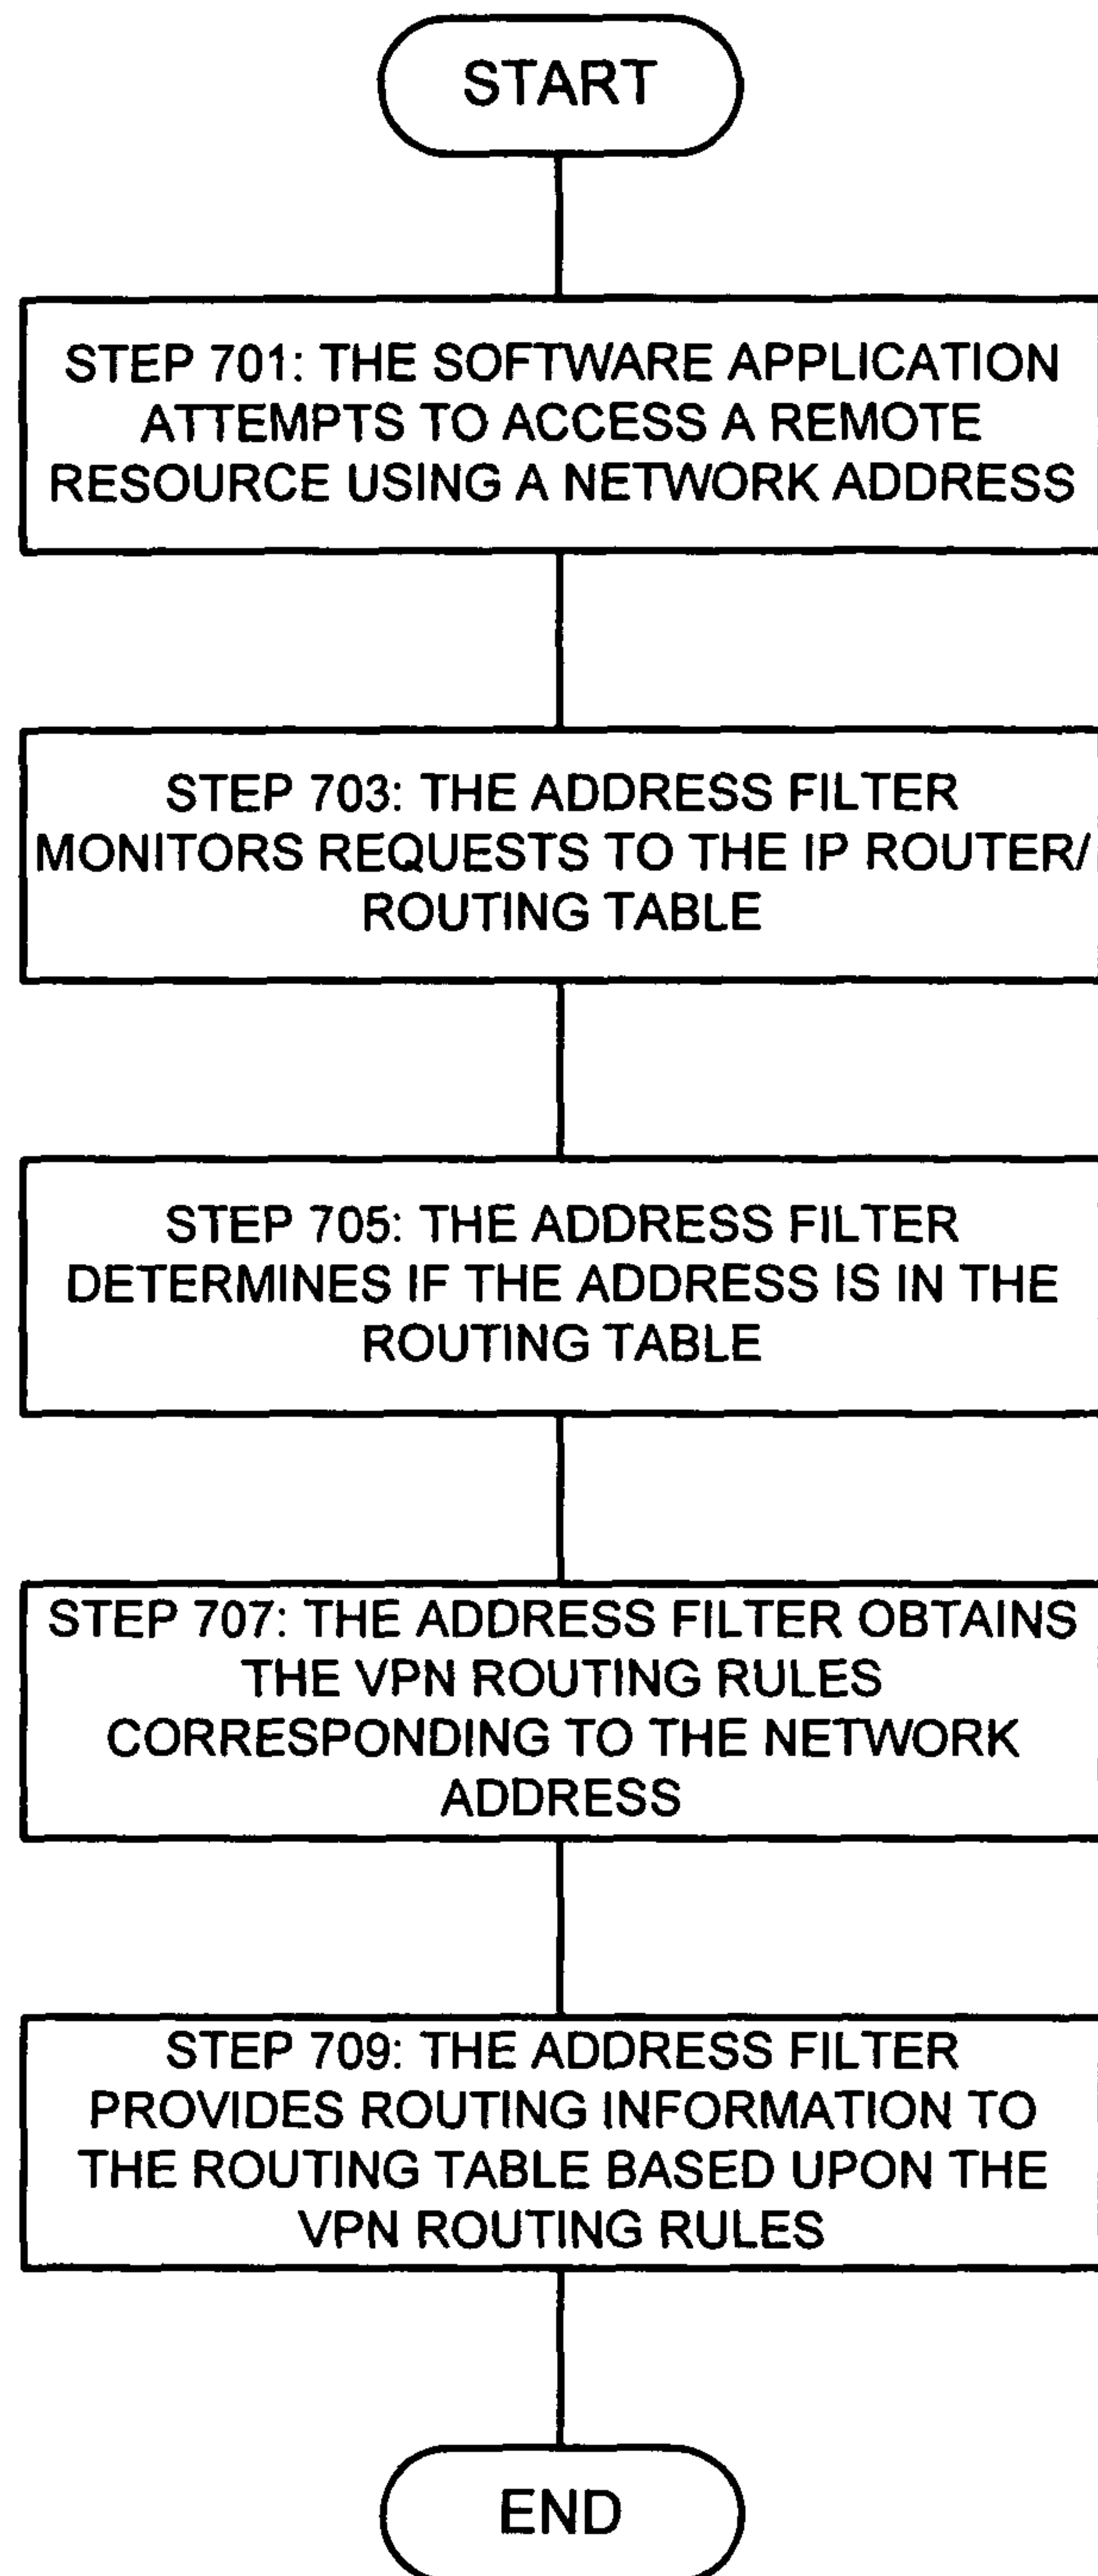 START
STEP 701: THE SOFTWARE APPLICATION
ATTEMPTS TO ACCESS A REMOTE
RESOURCE USING A NETWORK ADDRESS
STEP 703: THE ADDRESS FILTER
MONITORS REQUESTS TO THE IP ROUTER/
ROUTING TABLE
STEP 705: THE ADDRESS FILTER
DETERMINES IF THE ADDRESS IS IN THE
ROUTING TABLE
STEP 707: THE ADDRESS FILTER OBTAINS
THE VPN ROUTING RULES
CORRESPONDING TO THE NETWORK
ADDRESS
STEP 709: THE ADDRESS FILTER
PROVIDES ROUTING INFORMATION TO
THE ROUTING TABLE BASED UPON THE
VPN ROUTING RULES
END